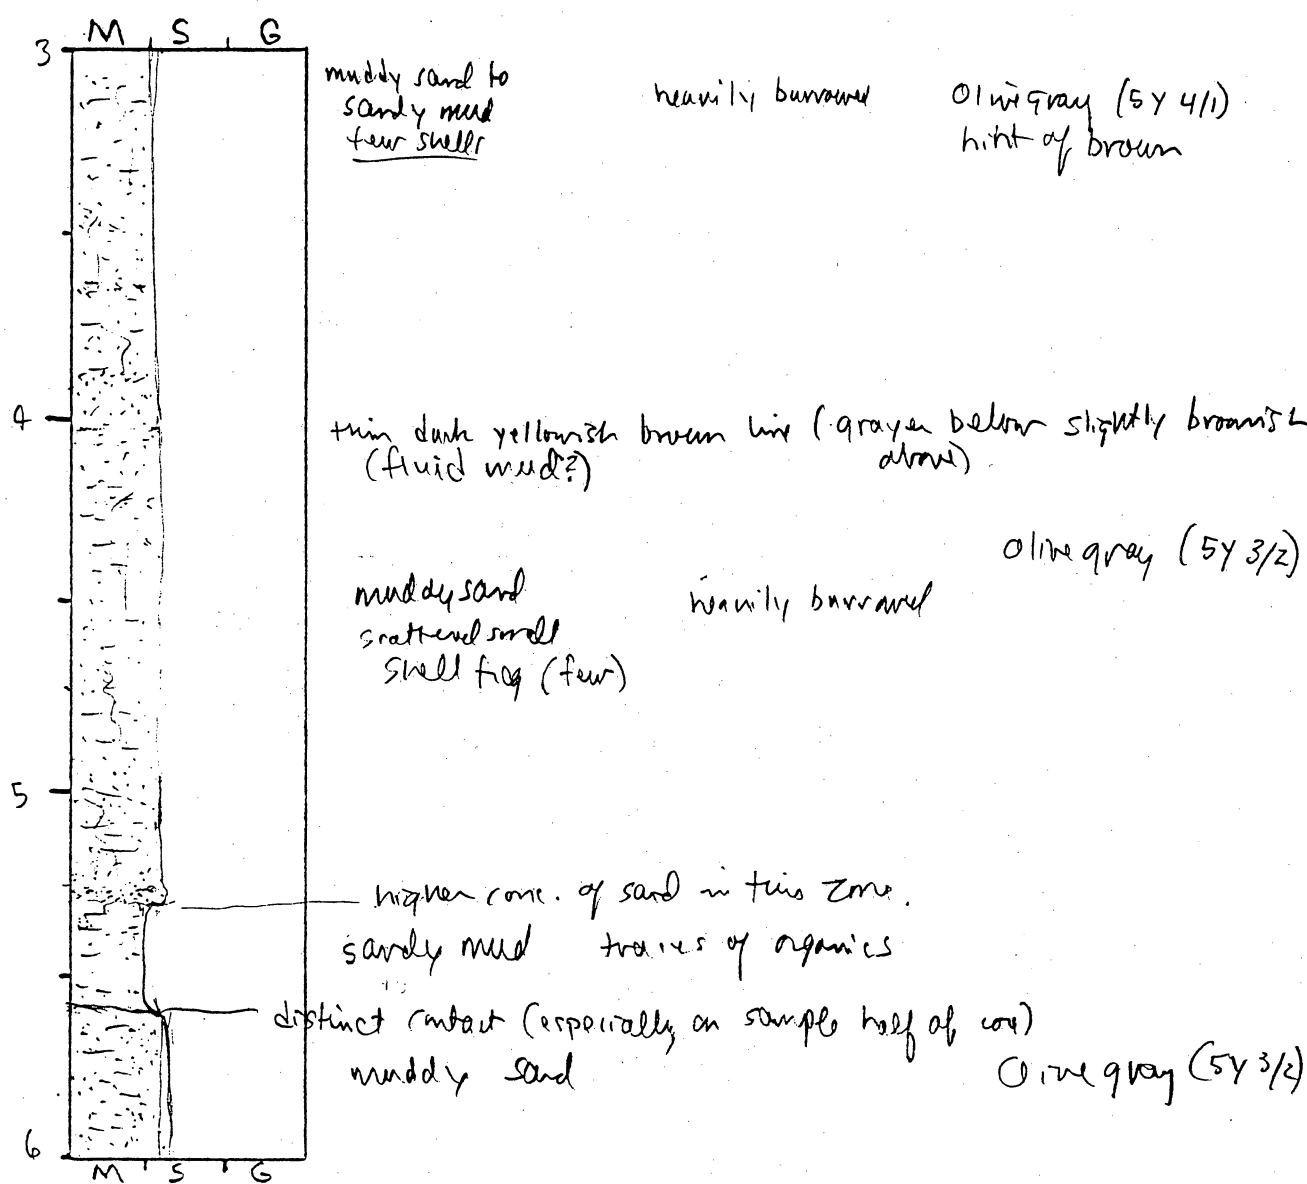 M S G
3
muddy sand to heavily burrowed Olive gray (5Y 4/1)
sandy mud hint of brown
few shells
4
thin dark yellowish brown line (grayer below slightly brownish
(fluid mud?) above)
Olive gray (5Y 3/2)
muddy sand heavily burrowed
scattered small
shell frag (few)
5
higher conc. of sand in this zone.
sandy mud traces of organics
distinct contact (especially on sample half of core)
muddy sand Olive gray (5Y 3/2)
6
M S G